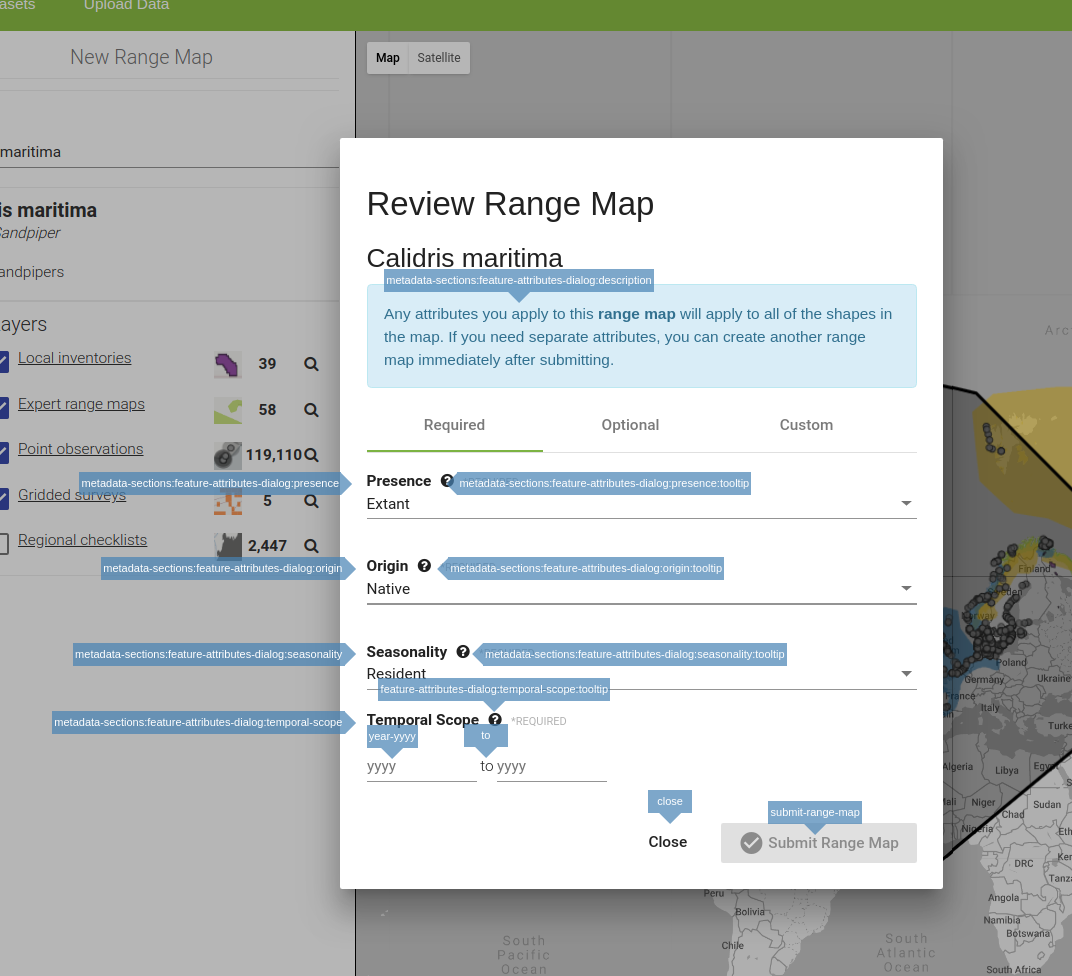 asets Upload Data
New Range Map
maritima
is maritima
Sandpiper
andpipers
ayers
Local inventories 39
Expert range maps 58
Point observations 119,110
Gridded surveys 5
Regional checklists 2,447
Map Satellite
Review Range Map
Calidris maritima
metadata-sections:feature-attributes-dialog:description
Any attributes you apply to this range map will apply to all of the shapes in
the map. If you need separate attributes, you can create another range
map immediately after submitting.
Required Optional Custom
metadata-sections:feature-attributes-dialog:presence
Presence ?
metadata-sections:feature-attributes-dialog:presence:tooltip
Extant
metadata-sections:feature-attributes-dialog:origin
Origin ?
metadata-sections:feature-attributes-dialog:origin:tooltip
Native
metadata-sections:feature-attributes-dialog:seasonality
Seasonality ?
metadata-sections:feature-attributes-dialog:seasonality:tooltip
Resident
feature-attributes-dialog:temporal-scope:tooltip
metadata-sections:feature-attributes-dialog:temporal-scope
Temporal Scope ? *REQUIRED
year-yyyy
to
yyyy to yyyy
close
Close
submit-range-map
Submit Range Map
Arc
Finland
Poland
Germany
Ukraine
France
Italy
Turke
Algeria
Libya
Egyp
Mali
Niger
Sudan
Chad
Nigeria
Eth
DRC
Ken
Tanza
Angola
Namibia
Botswana
South Africa
Peru
Bolivia
Chile
South
Pacific
Ocean
South
Atlantic
Ocean